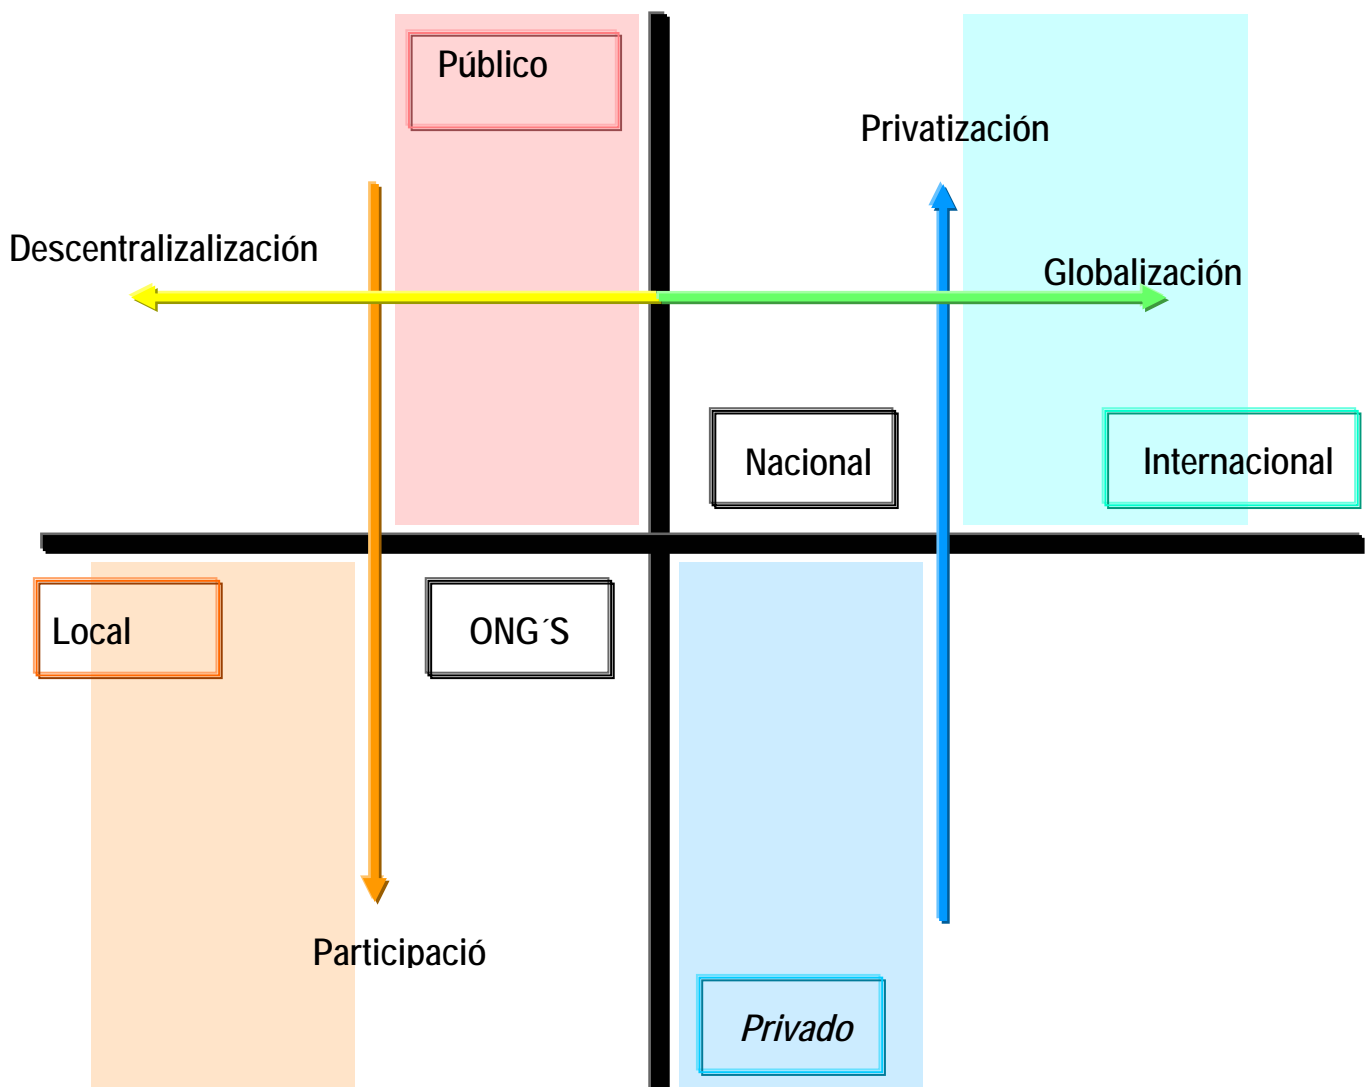 Público
Privatización
Descentralizalización
Globalización
Nacional
Internacional
Local
ONG´S
Participació
Privado